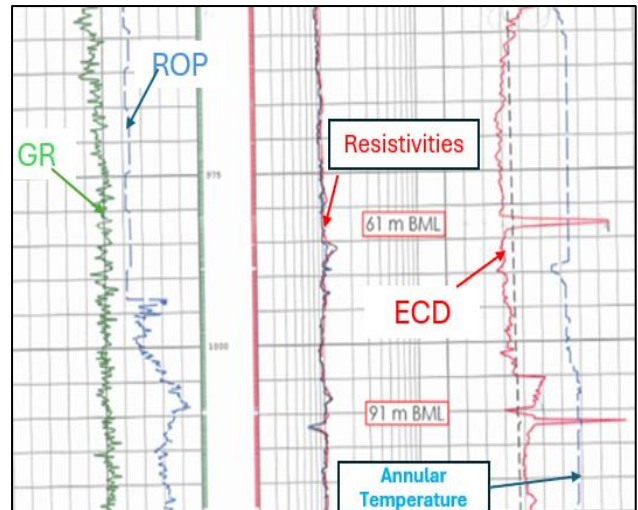 ROP
GR
Resistivities
975
61 m BML
ECD
1000
91 m BML
Annular
Temperature